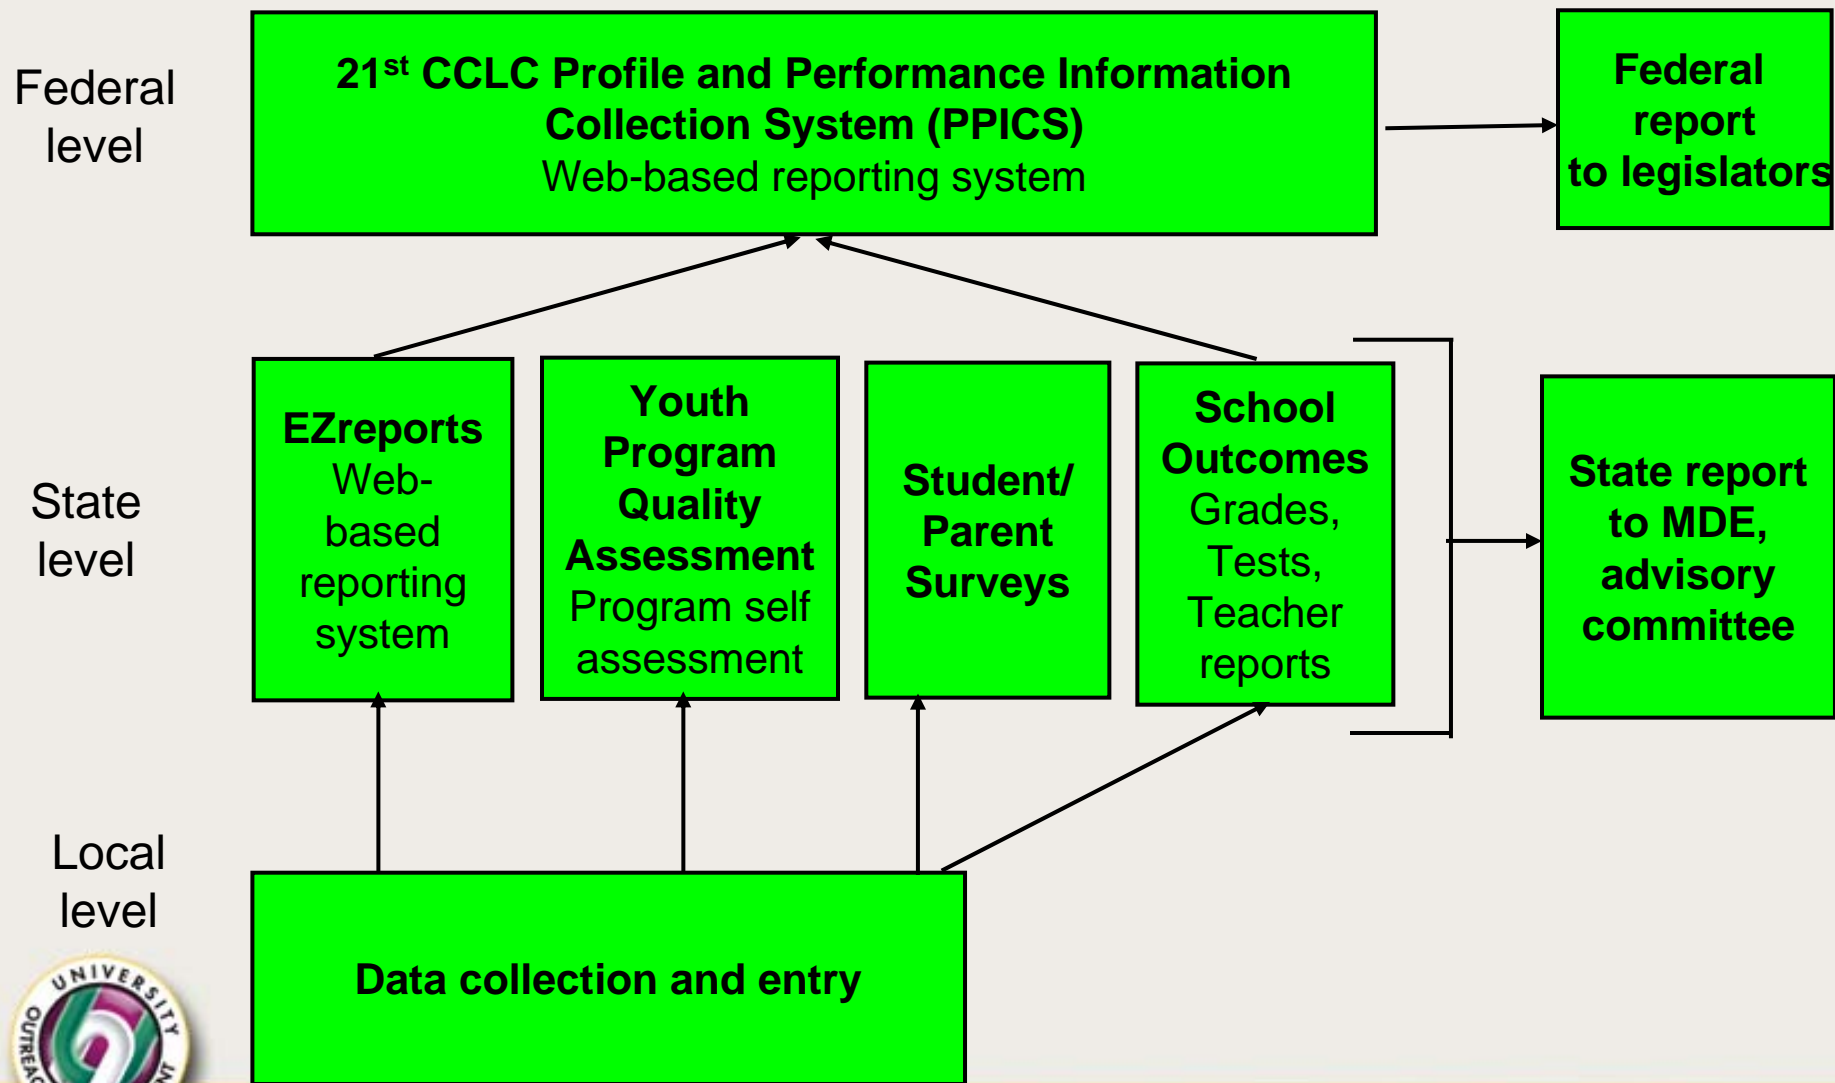 Federal
level
21st CCLC Profile and Performance Information
Collection System (PPICS)
Web-based reporting system
Federal
report
to legislators
State
level
EZreports
Web-
based
reporting
system
Youth
Program
Quality
Assessment
Program self
assessment
Student/
Parent
Surveys
School
Outcomes
Grades,
Tests,
Teacher
reports
State report
to MDE,
advisory
committee
Local
level
Data collection and entry
UNIVERSITY